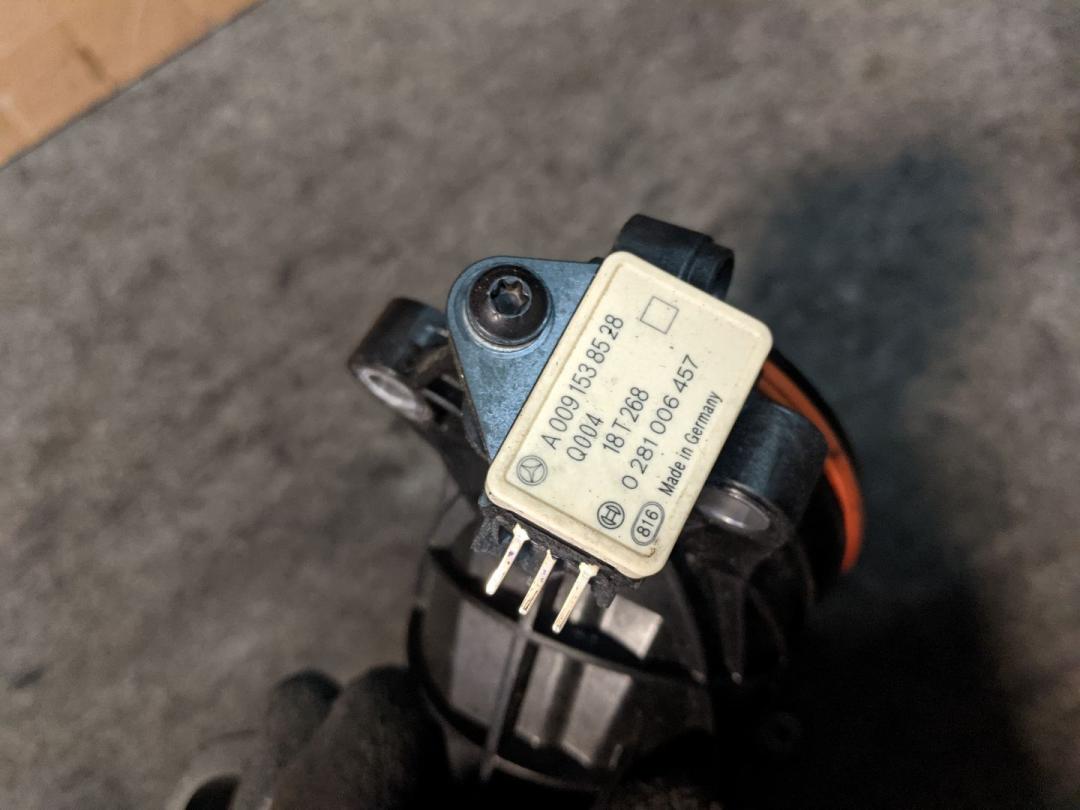 A 009 153 85 28
Q004
18T268
0 281 006 457
816 Made in Germany